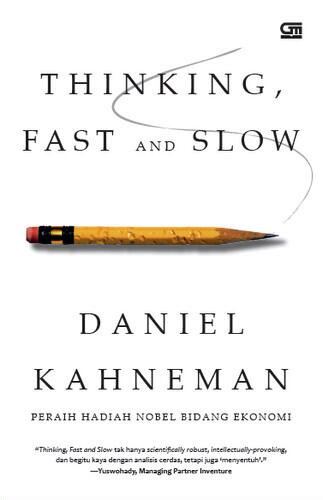 GM
THINKING,
FAST AND SLOW
DANIEL
KAHNEMAN
PERAIH HADIAH NOBEL BIDANG EKONOMI
"Thinking, Fast and Slow tak hanya scientifically robust, intellectually-provoking,
dan begitu kaya dengan analisis cerdas, tetapi juga 'menyentuh'."
—Yuswohady, Managing Partner Inventure